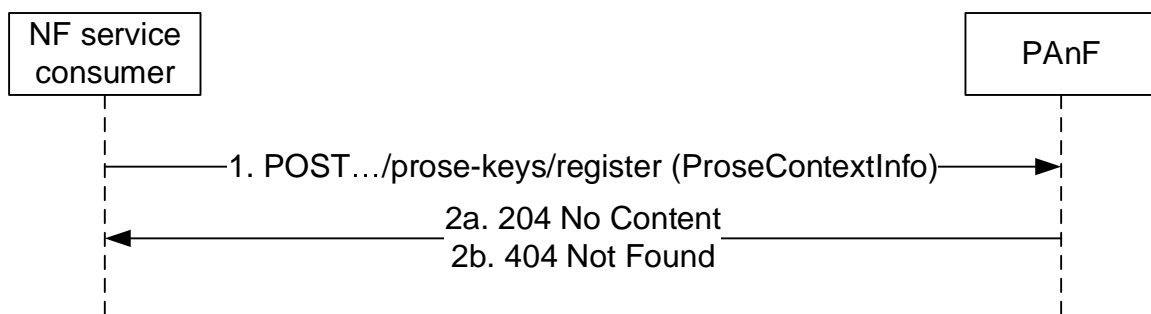 NF service
consumer
PAnF
1. POST…/prose-keys/register (ProseContextInfo)
2a. 204 No Content
2b. 404 Not Found